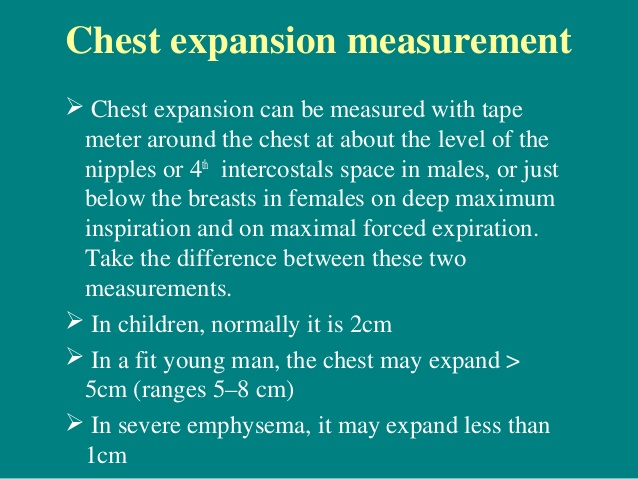 Chest expansion measurement
➢ Chest expansion can be measured with tape
meter around the chest at about the level of the
nipples or 4th intercostals space in males, or just
below the breasts in females on deep maximum
inspiration and on maximal forced expiration.
Take the difference between these two
measurements.
➢ In children, normally it is 2cm
➢ In a fit young man, the chest may expand >
5cm (ranges 5–8 cm)
➢ In severe emphysema, it may expand less than
1cm